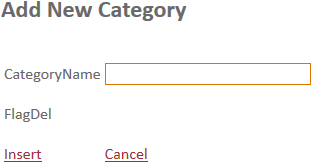 Add New Category
CategoryName
FlagDel
Insert Cancel